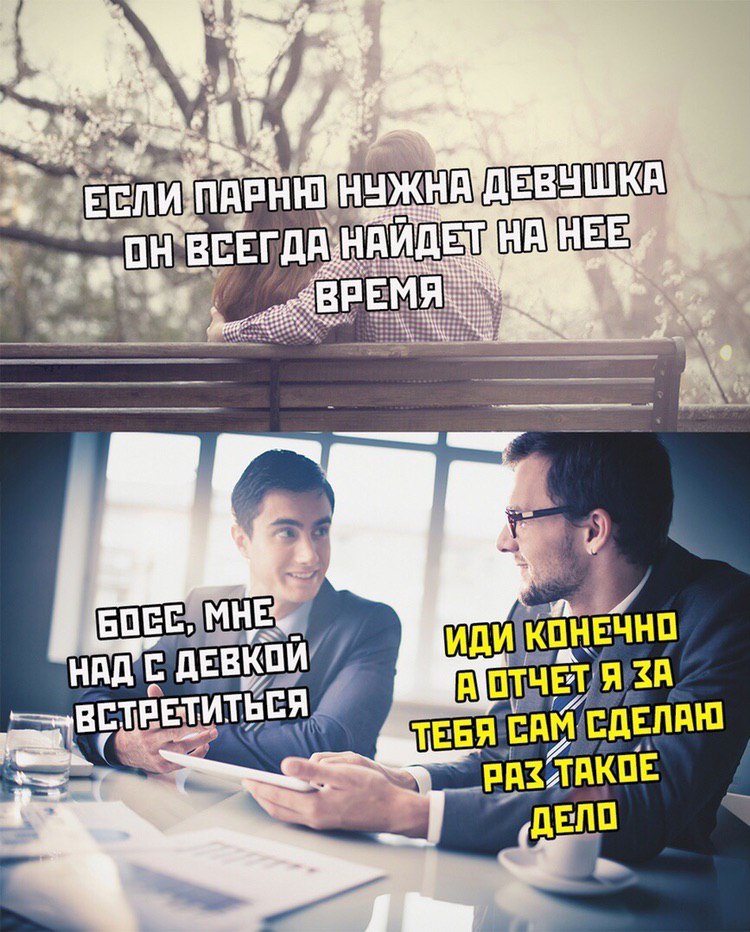 ЕСЛИ ПАРНЮ НУЖНА ДЕВУШКА
ОН ВСЕГДА НАЙДЕТ НА НЕЕ
ВРЕМЯ
БОСС, МНЕ
НАД С ДЕВКОЙ
ВСТРЕТИТЬСЯ
ИДИ КОНЕЧНО
А ОТЧЕТ Я ЗА
ТЕБЯ САМ СДЕЛАЮ
РАЗ ТАКОЕ
ДЕЛО